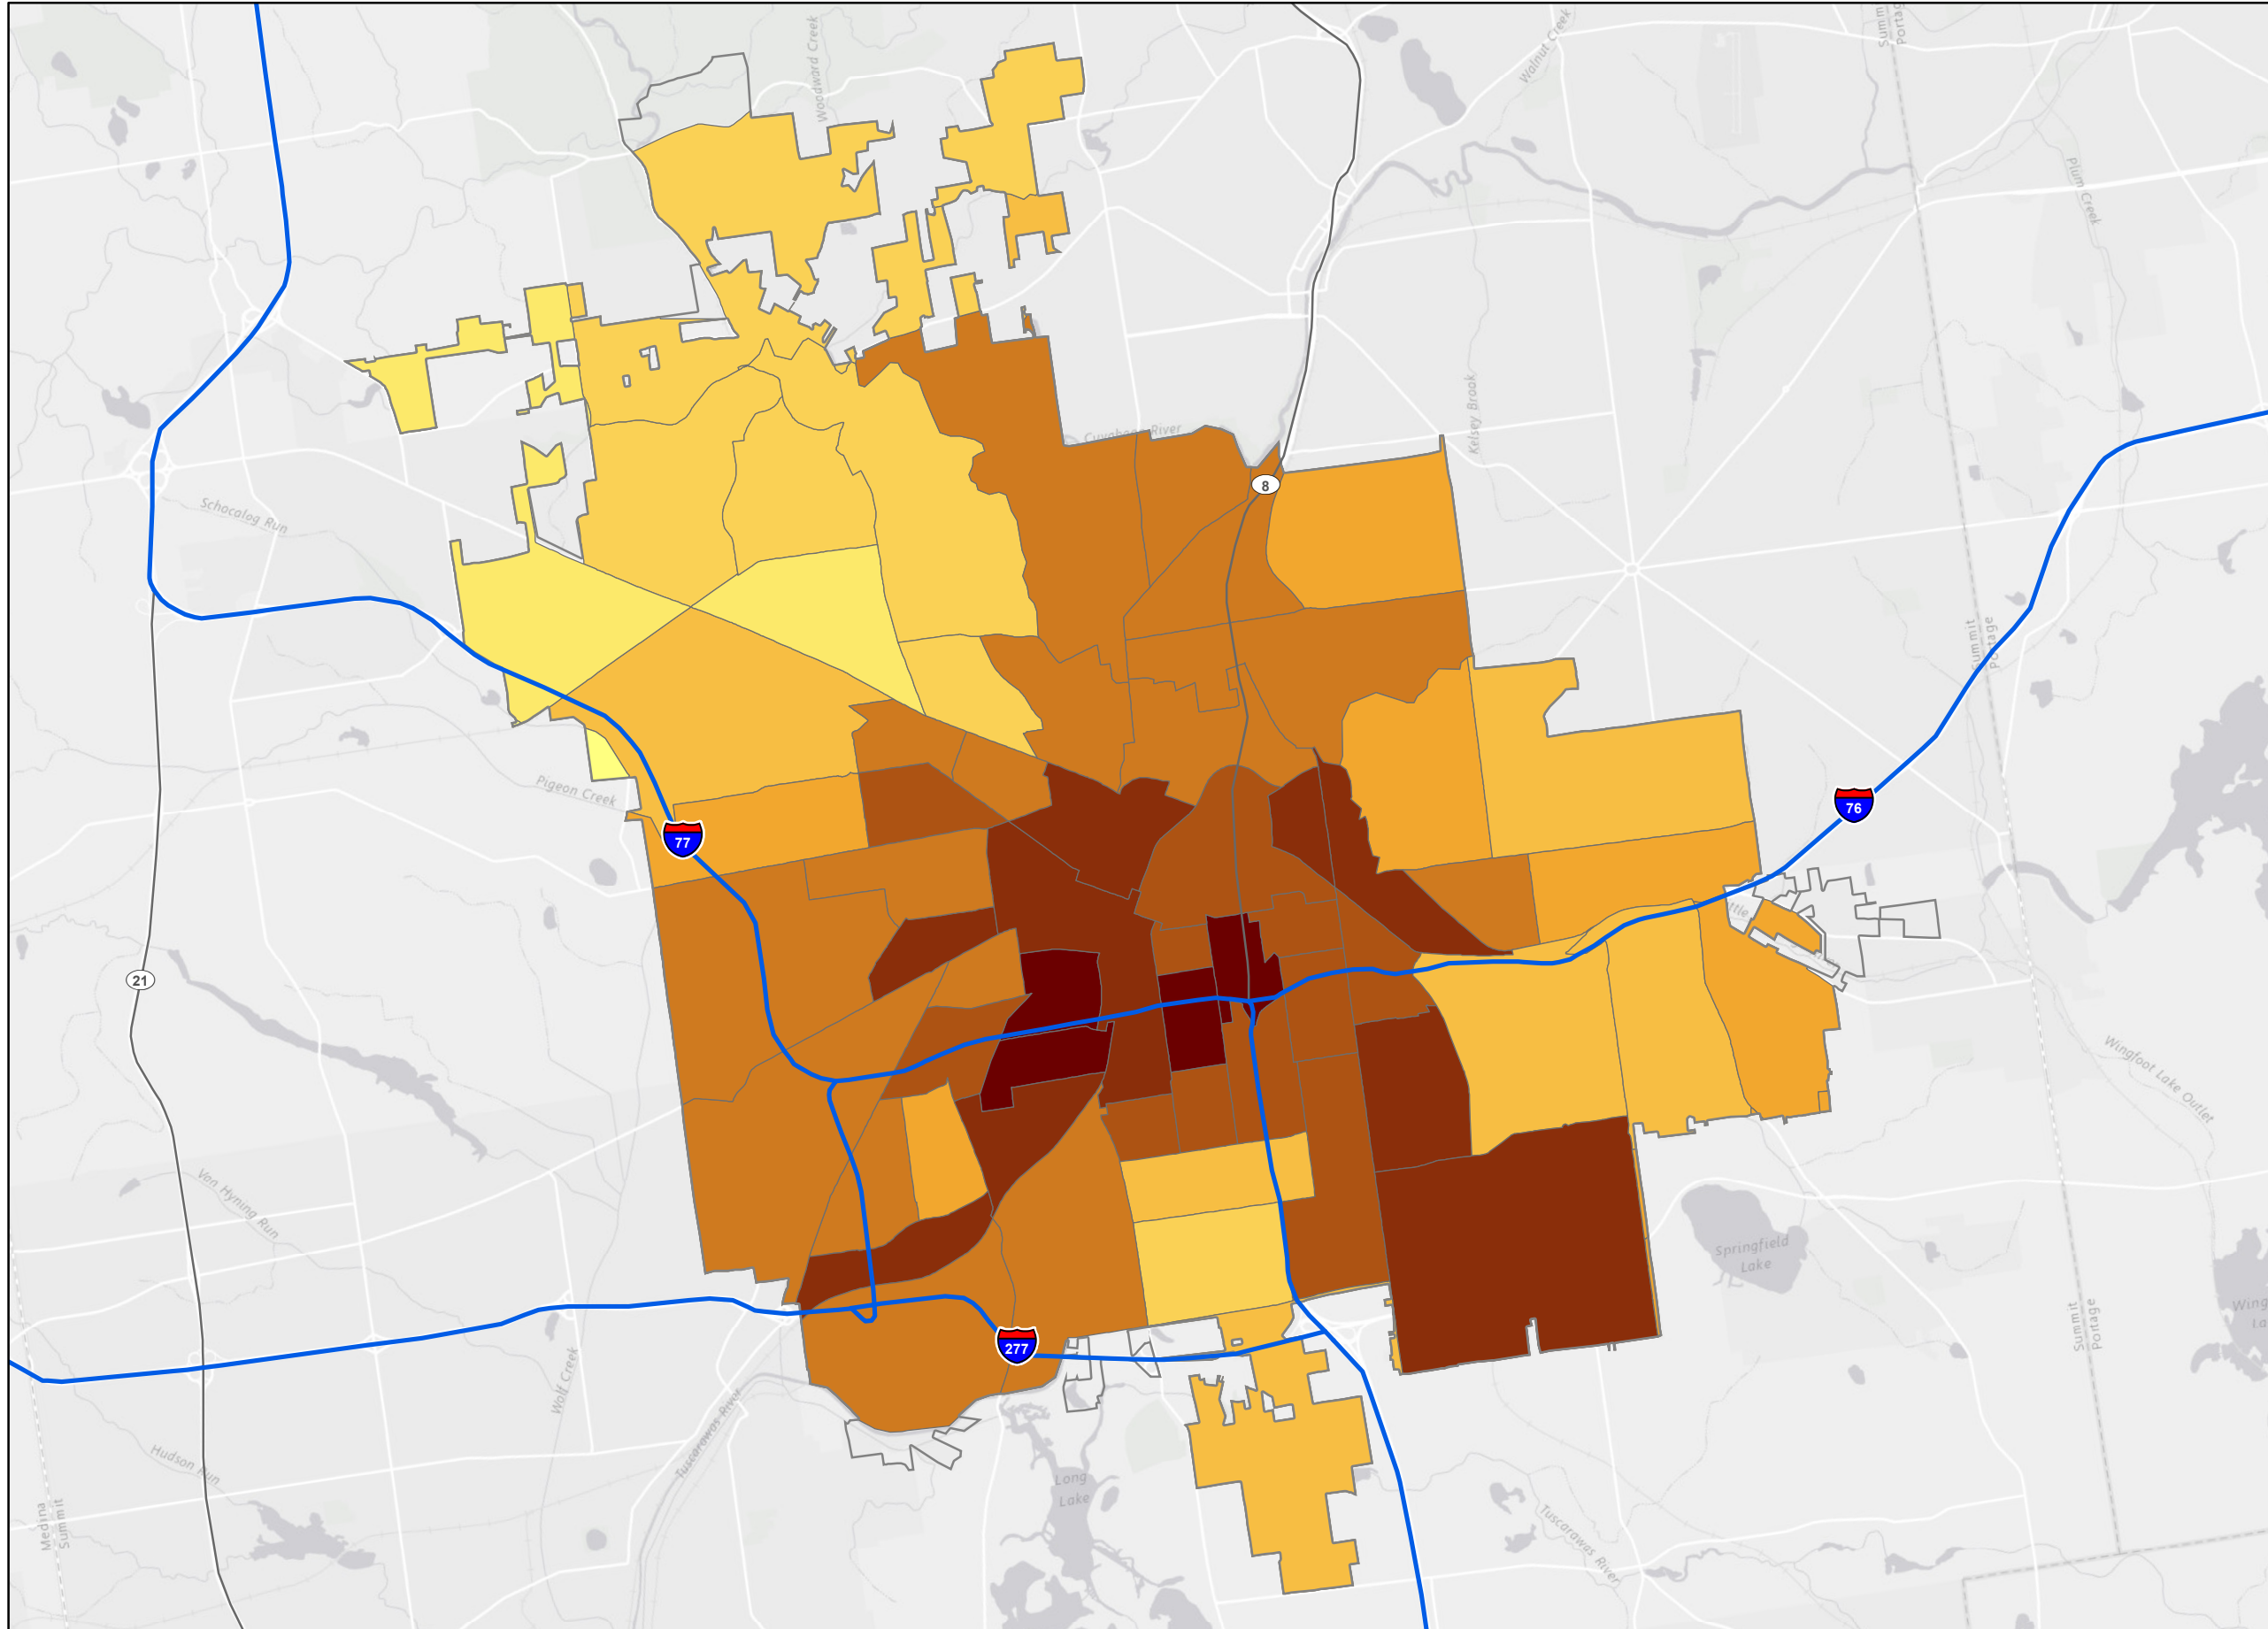 Woodward Creek
Walnut Creek
Summit
Portage
Plum Creek
Kelsey Brook
Cuyahoga River
8
Schocalog Run
Summit
Portage
Pigeon Creek
77
76
Little
21
Wingfoot Lake Outlet
Van Hyning Run
Springfield
Lake
Wolf Creek
277
Summit
Portage
Tuscarawas River
Hudson Run
Long
Lake
Tuscarawas River
Medina
Summit